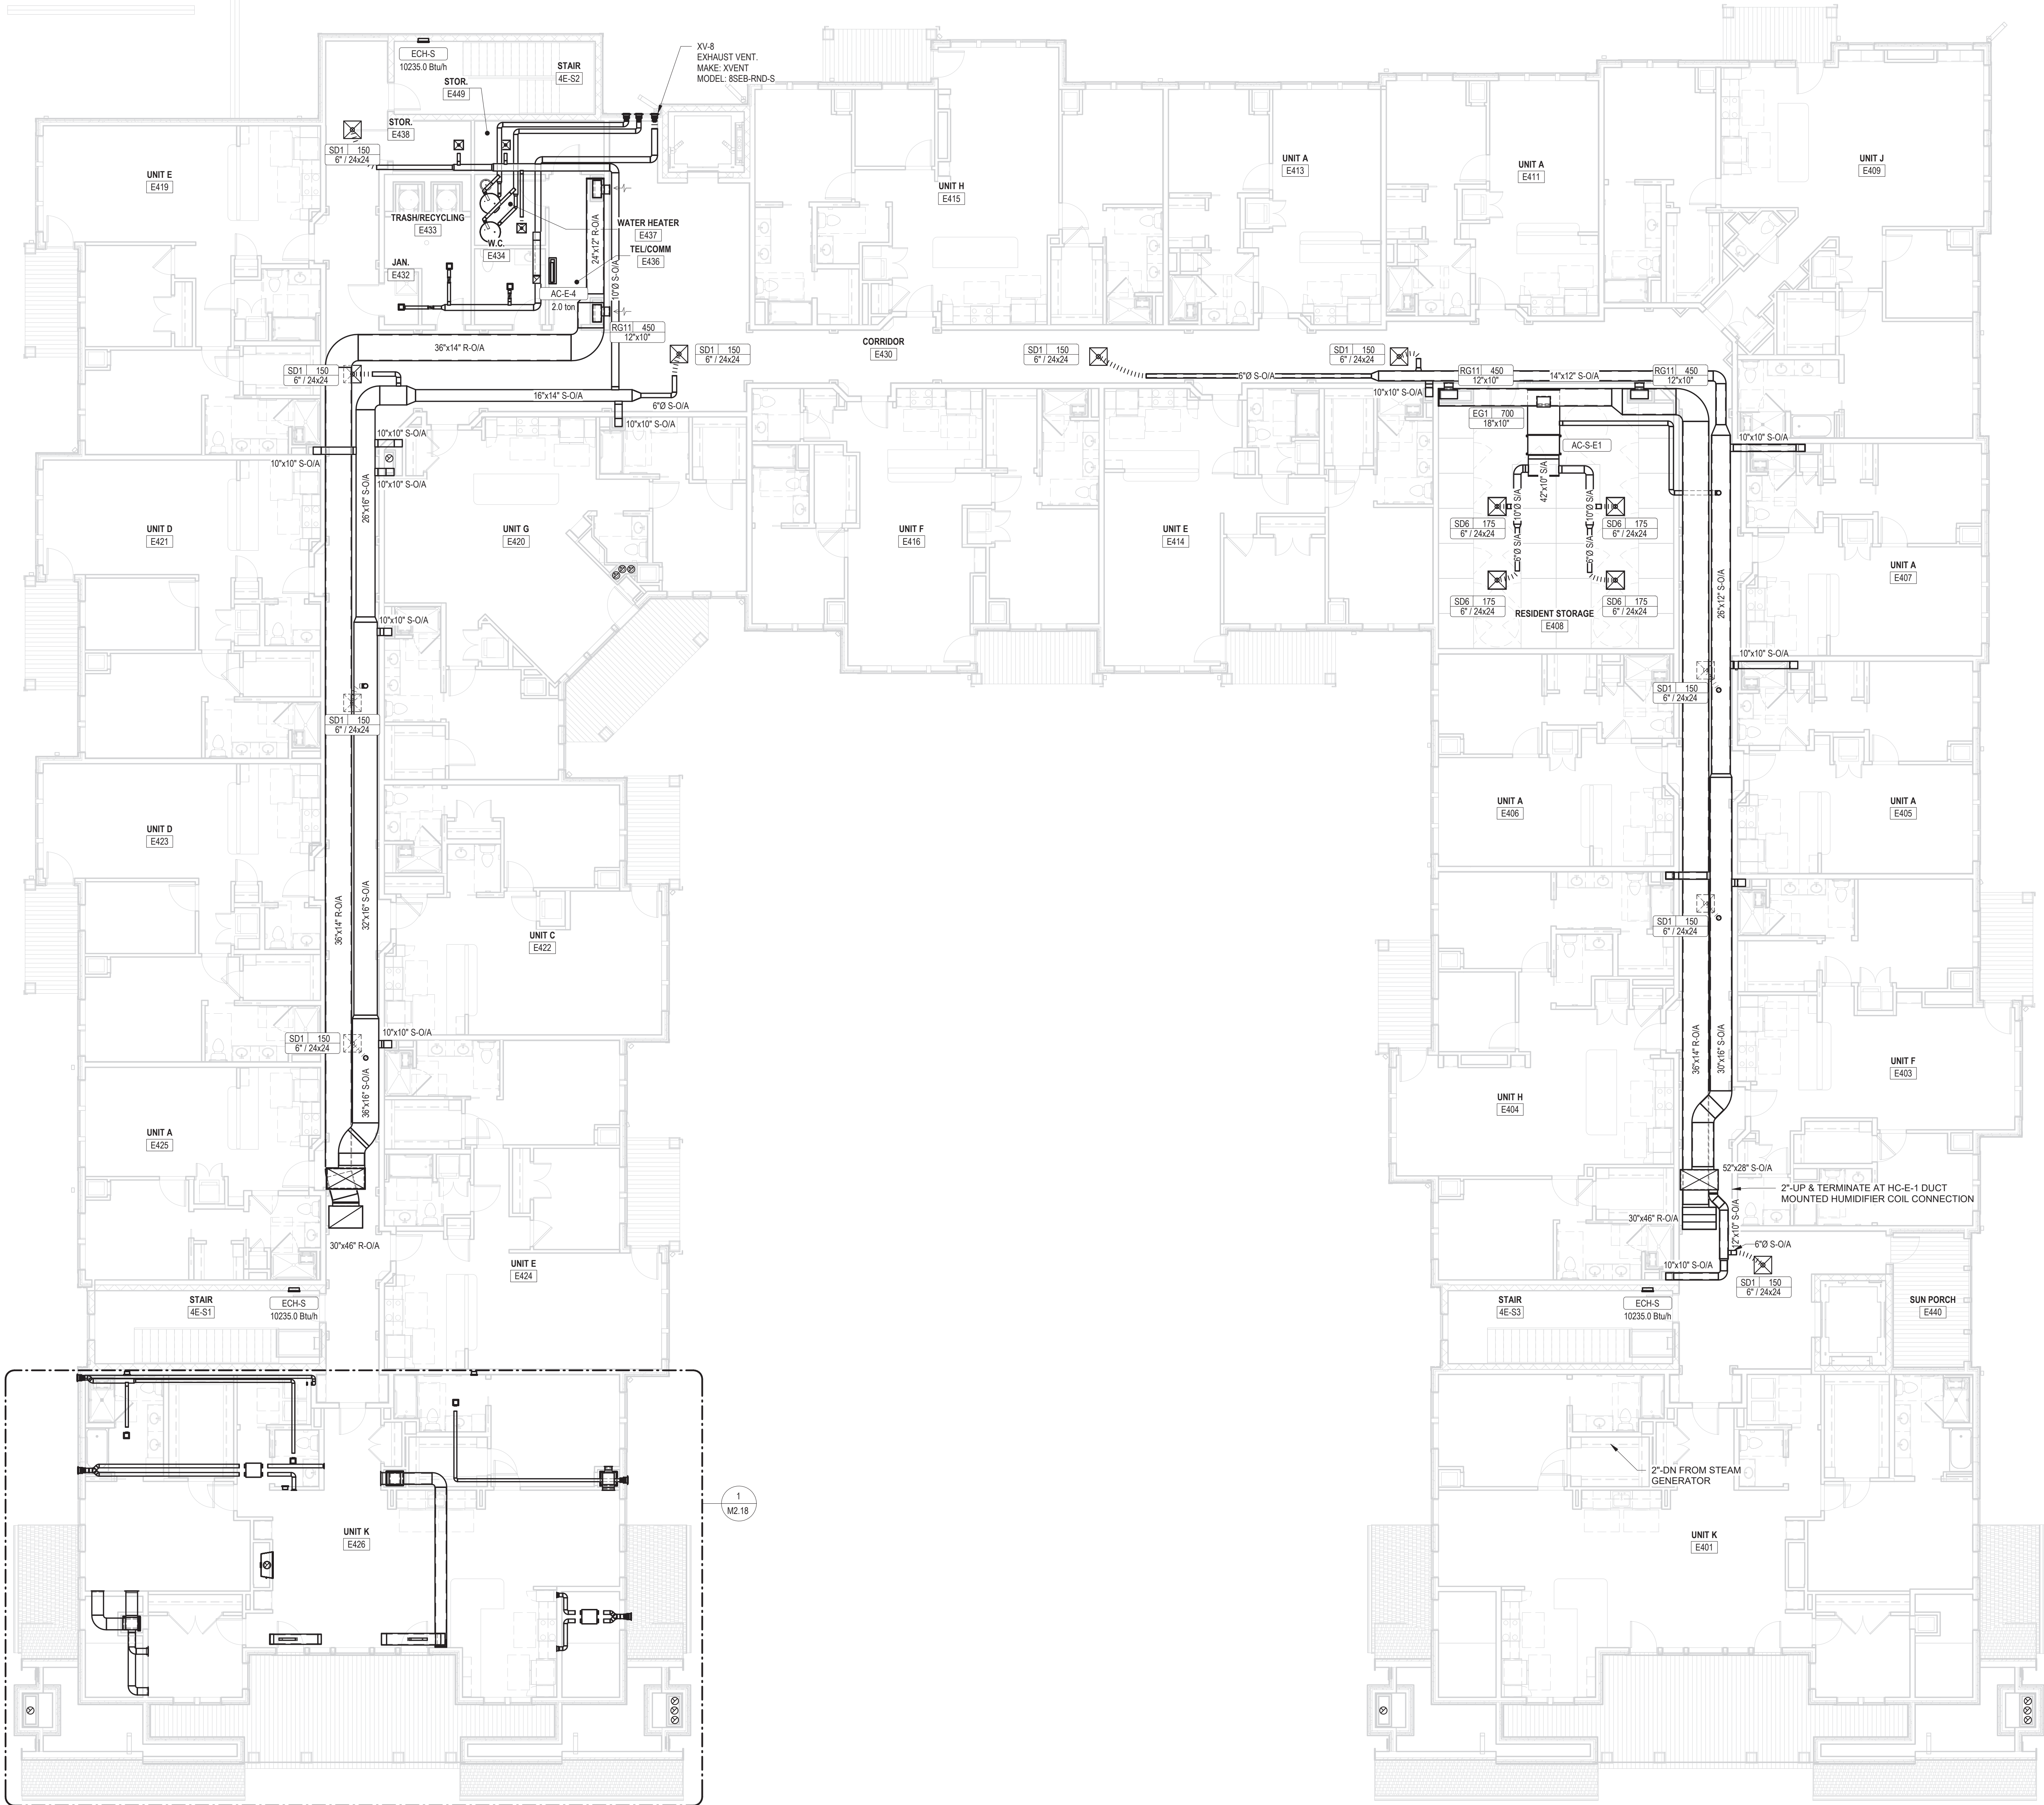 XV-8
EXHAUST VENT.
MAKE: XVENT
MODEL: 8SEB-RND-S
ECH-S
10235.0 Btu/h
STAIR
4E-S2
STOR.
E449
STOR.
E438
SD1 150
6" / 24x24
UNIT E
E419
TRASH/RECYCLING
E433
W.C.
E434
JAN.
E432
WATER HEATER
E437
TEL/COMM
E436
24"x12" R-O/A
10"Ø S-O/A
AC-E-4
2.0 ton
RG11 450
12"x10"
36"x14" R-O/A
SD1 150
6" / 24x24
SD1 150
6" / 24x24
16"x14" S-O/A
6"Ø S-O/A
10"x10" S-O/A
10"x10" S-O/A
10"x10" S-O/A
10"x10" S-O/A
26"x16" S-O/A
UNIT H
E415
UNIT A
E413
UNIT A
E411
UNIT J
E409
CORRIDOR
E430
SD1 150
6" / 24x24
SD1 150
6" / 24x24
6"Ø S-O/A
10"x10" S-O/A
RG11 450
12"x10"
14"x12" S-O/A
RG11 450
12"x10"
EG1 700
18"x10"
AC-S-E1
10"x10" S-O/A
42"x10" S/A
10"Ø S/A
10"Ø S/A
SD6 175
6" / 24x24
SD6 175
6" / 24x24
6"Ø S/A
6"Ø S/A
SD6 175
6" / 24x24
SD6 175
6" / 24x24
RESIDENT STORAGE
E408
UNIT D
E421
UNIT G
E420
UNIT F
E416
UNIT E
E414
UNIT A
E407
26"x12" S-O/A
10"x10" S-O/A
10"x10" S-O/A
SD1 150
6" / 24x24
SD1 150
6" / 24x24
UNIT D
E423
UNIT A
E406
UNIT A
E405
UNIT C
E422
36"x14" R-O/A
32"x16" S-O/A
SD1 150
6" / 24x24
SD1 150
6" / 24x24
10"x10" S-O/A
36"x16" S-O/A
36"x14" R-O/A
30"x16" S-O/A
UNIT F
E403
UNIT H
E404
UNIT A
E425
52"x28" S-O/A
2"-UP & TERMINATE AT HC-E-1 DUCT
MOUNTED HUMIDIFIER COIL CONNECTION
30"x46" R-O/A
12"x10" S-O/A
30"x46" R-O/A
6"Ø S-O/A
10"x10" S-O/A
SD1 150
6" / 24x24
UNIT E
E424
STAIR
4E-S1
ECH-S
10235.0 Btu/h
STAIR
4E-S3
ECH-S
10235.0 Btu/h
SUN PORCH
E440
2"-DN FROM STEAM
GENERATOR
1
M2.18
UNIT K
E426
UNIT K
E401